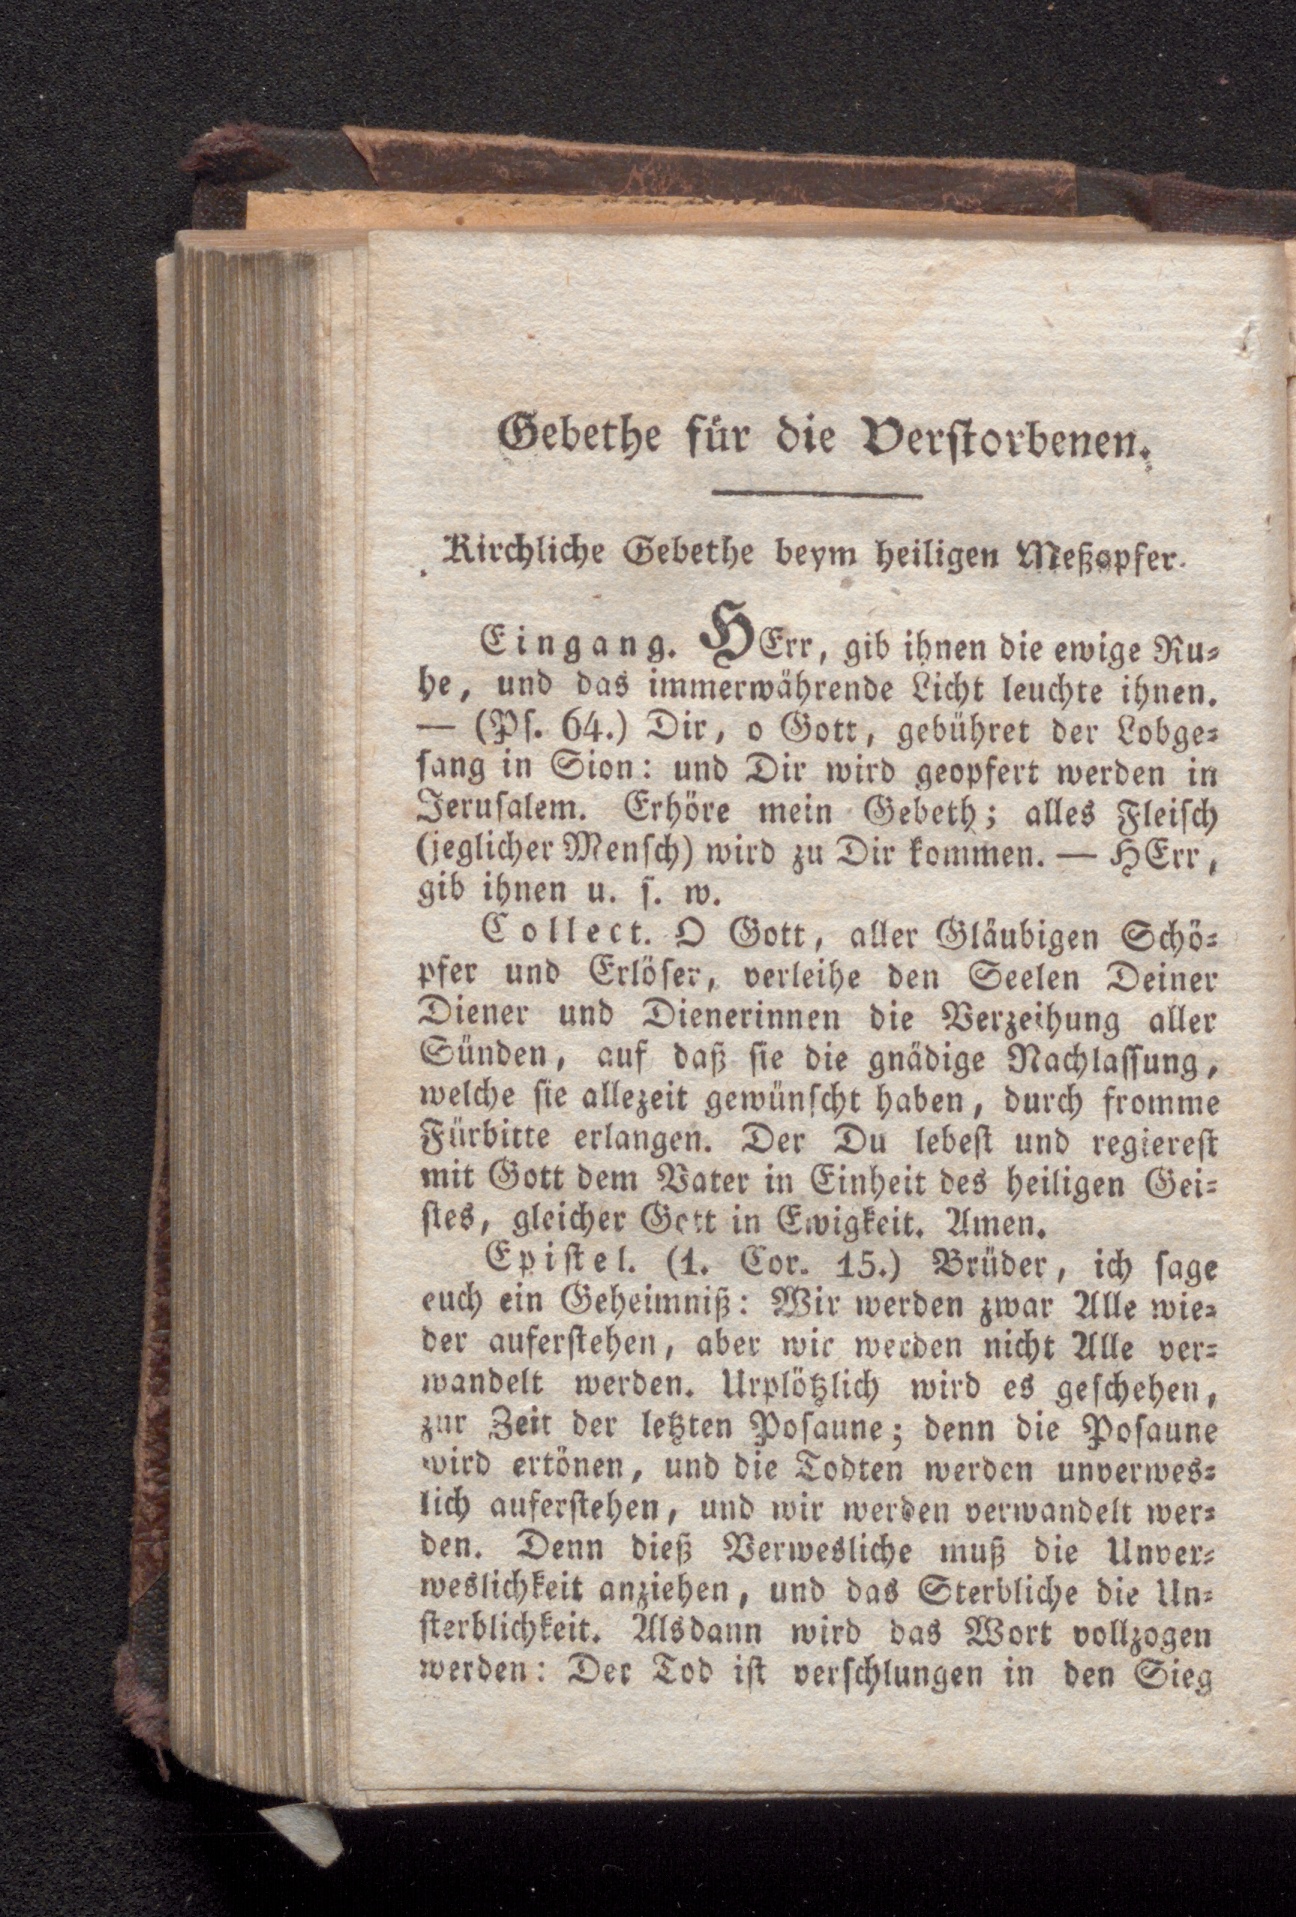 Gebethe für die Verstorbenen.
Kirchliche Gebethe beym heiligen Meßopfer.
Eingang. HErr, gib ihnen die ewige Ru-
he, und das immerwährende Licht leuchte ihnen.
— (Ps. 64.) Dir, o Gott, gebühret der Lobge-
sang in Sion: und Dir wird geopfert werden in
Jerusalem. Erhöre mein Gebeth; alles Fleisch
(jeglicher Mensch) wird zu Dir kommen. — HErr,
gib ihnen u. s. w.
Collect. O Gott, aller Gläubigen Schö-
pfer und Erlöser, verleihe den Seelen Deiner
Diener und Dienerinnen die Verzeihung aller
Sünden, auf daß sie die gnädige Nachlassung,
welche sie allezeit gewünscht haben, durch fromme
Fürbitte erlangen. Der Du lebest und regierest
mit Gott dem Vater in Einheit des heiligen Gei-
stes, gleicher Gott in Ewigkeit. Amen.
Epistel. (1. Cor. 15.) Brüder, ich sage
euch ein Geheimniß: Wir werden zwar Alle wie-
der auferstehen, aber wir werden nicht Alle ver-
wandelt werden. Urplötzlich wird es geschehen,
zur Zeit der letzten Posaune; denn die Posaune
wird ertönen, und die Todten werden unverwes-
lich auferstehen, und wir werden verwandelt wer-
den. Denn dieß Verwesliche muß die Unver-
weslichkeit anziehen, und das Sterbliche die Un-
sterblichkeit. Alsdann wird das Wort vollzogen
werden: Der Tod ist verschlungen in den Sieg